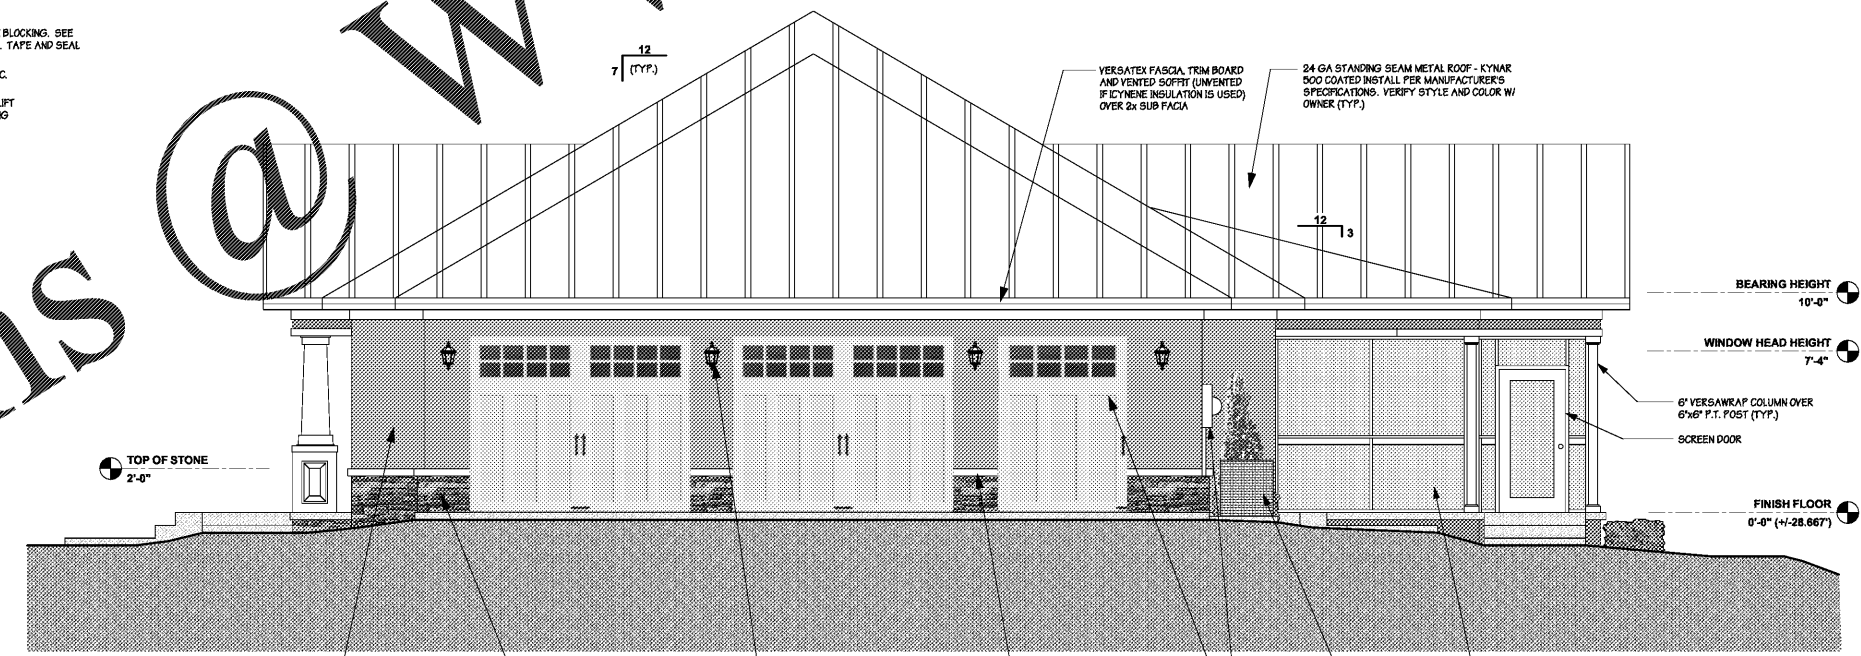 BLOCKING. SEE
TAPE AND SEAL
C.
IFT
G
12
7
(TYP.)
VERSATEX FASCIA, TRIM BOARD
AND VENTED SOFFIT (UNVENTED
IF ICYNENE INSULATION IS USED)
OVER 2x SUB FACIA
24 GA STANDING SEAM METAL ROOF - KYNAR
500 COATED INSTALL PER MANUFACTURER'S
SPECIFICATIONS. VERIFY STYLE AND COLOR W/
OWNER (TYP.)
@ W
ns
12
3
BEARING HEIGHT
10'-0"
WINDOW HEAD HEIGHT
7'-4"
6" VERSAWRAP COLUMN OVER
6"x6" P.T. POST (TYP.)
SCREEN DOOR
TOP OF STONE
2'-0"
FINISH FLOOR
0'-0" (+/-28.667')